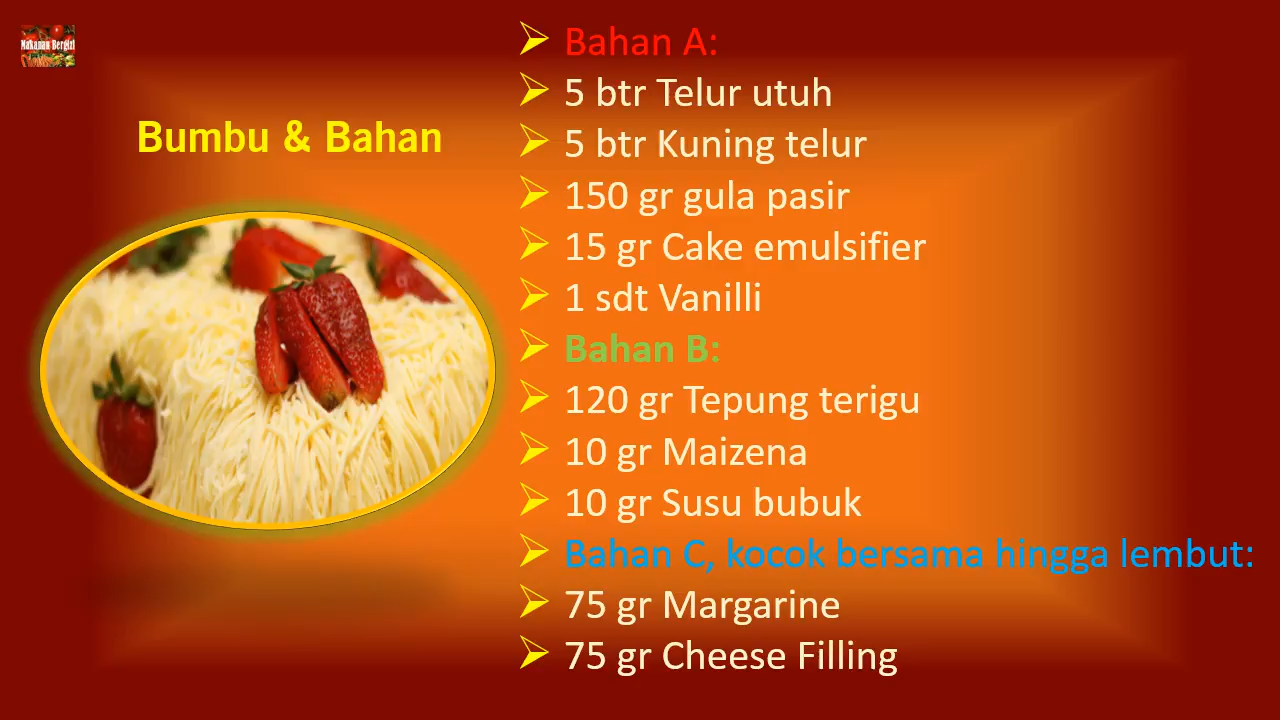 Makanan Bergizi
Bumbu & Bahan
Bahan A:
5 btr Telur utuh
5 btr Kuning telur
150 gr gula pasir
15 gr Cake emulsifier
1 sdt Vanilli
Bahan B:
120 gr Tepung terigu
10 gr Maizena
10 gr Susu bubuk
Bahan C, kocok bersama hingga lembut:
75 gr Margarine
75 gr Cheese Filling